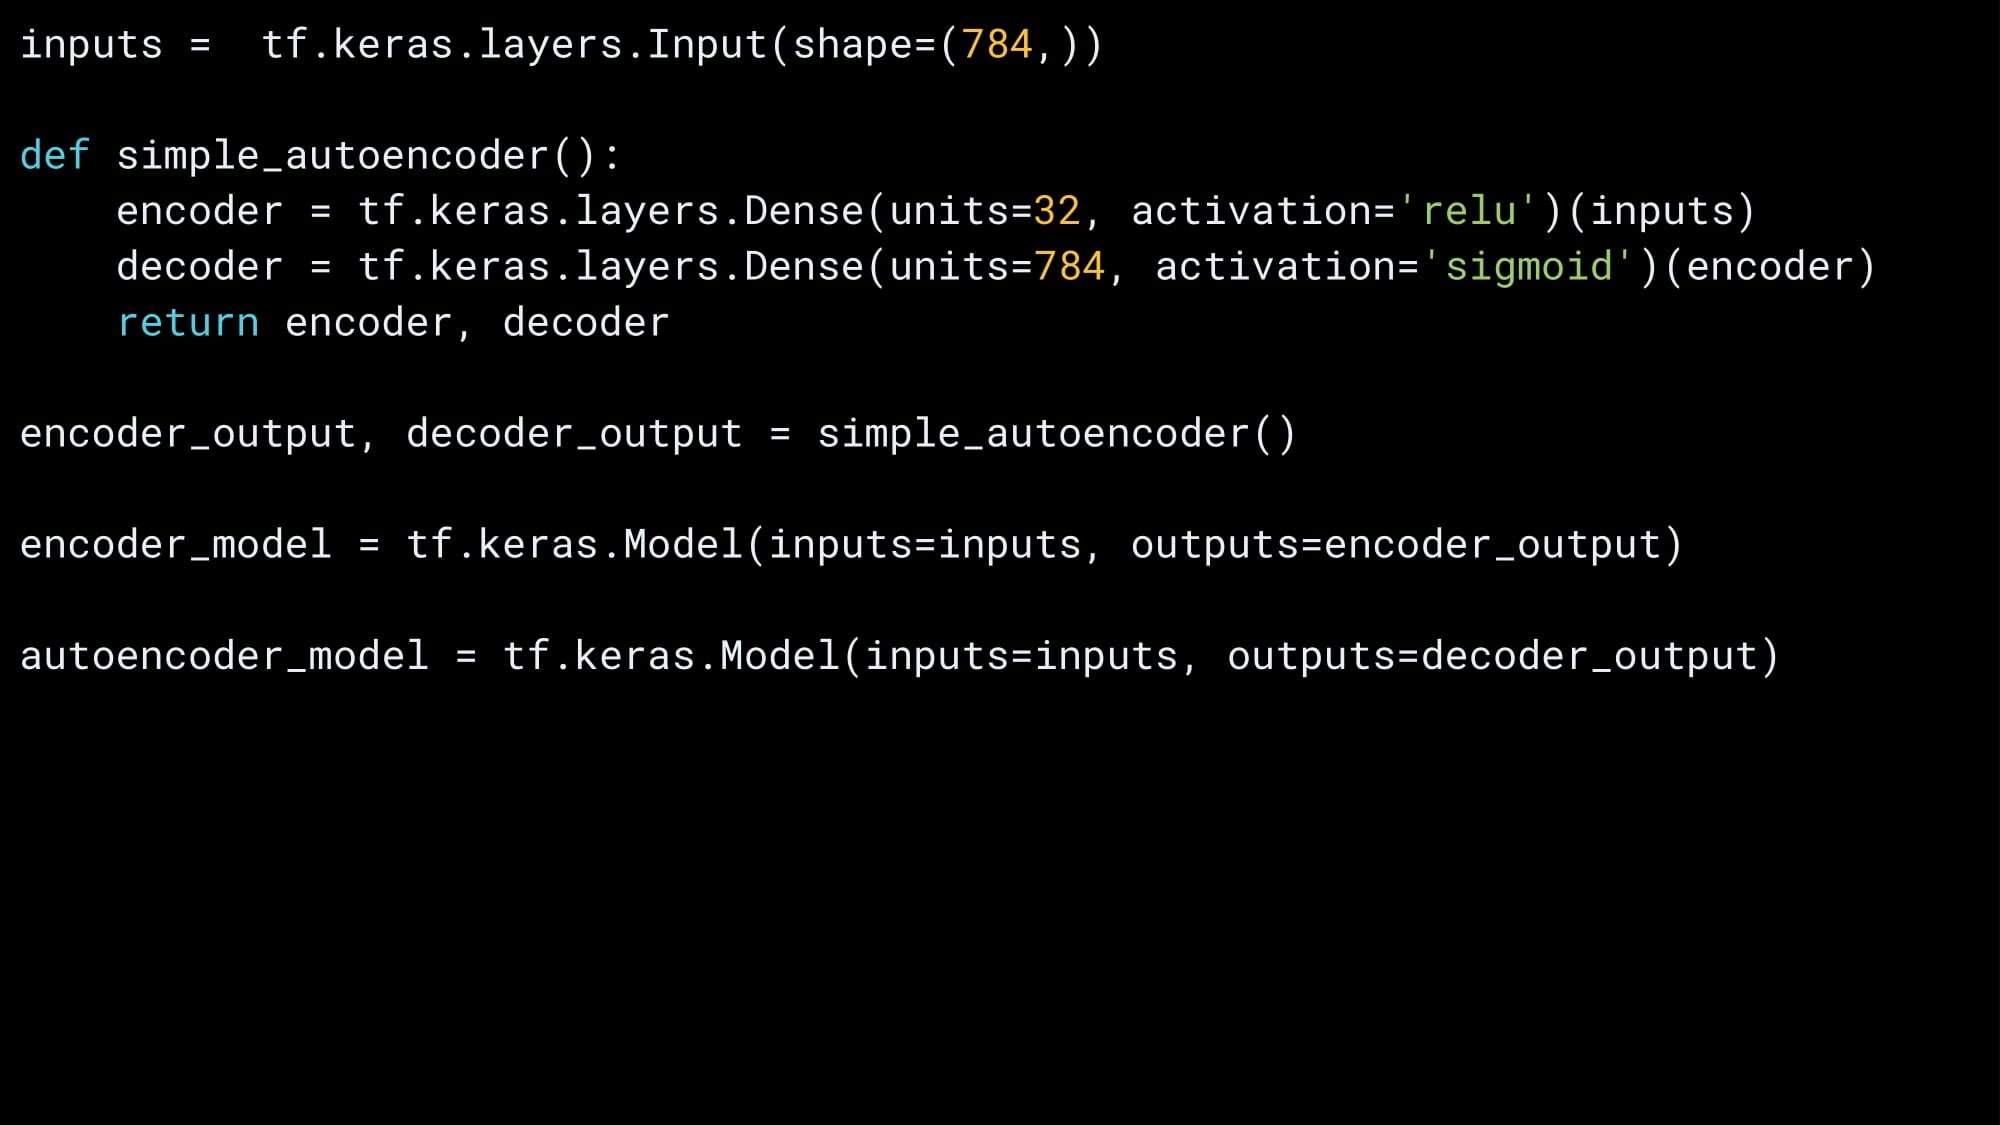 inputs =  tf.keras.layers.Input(shape=(784,))
def simple_autoencoder():
    encoder = tf.keras.layers.Dense(units=32, activation='relu')(inputs)
    decoder = tf.keras.layers.Dense(units=784, activation='sigmoid')(encoder)
    return encoder, decoder
encoder_output, decoder_output = simple_autoencoder()
encoder_model = tf.keras.Model(inputs=inputs, outputs=encoder_output)
autoencoder_model = tf.keras.Model(inputs=inputs, outputs=decoder_output)